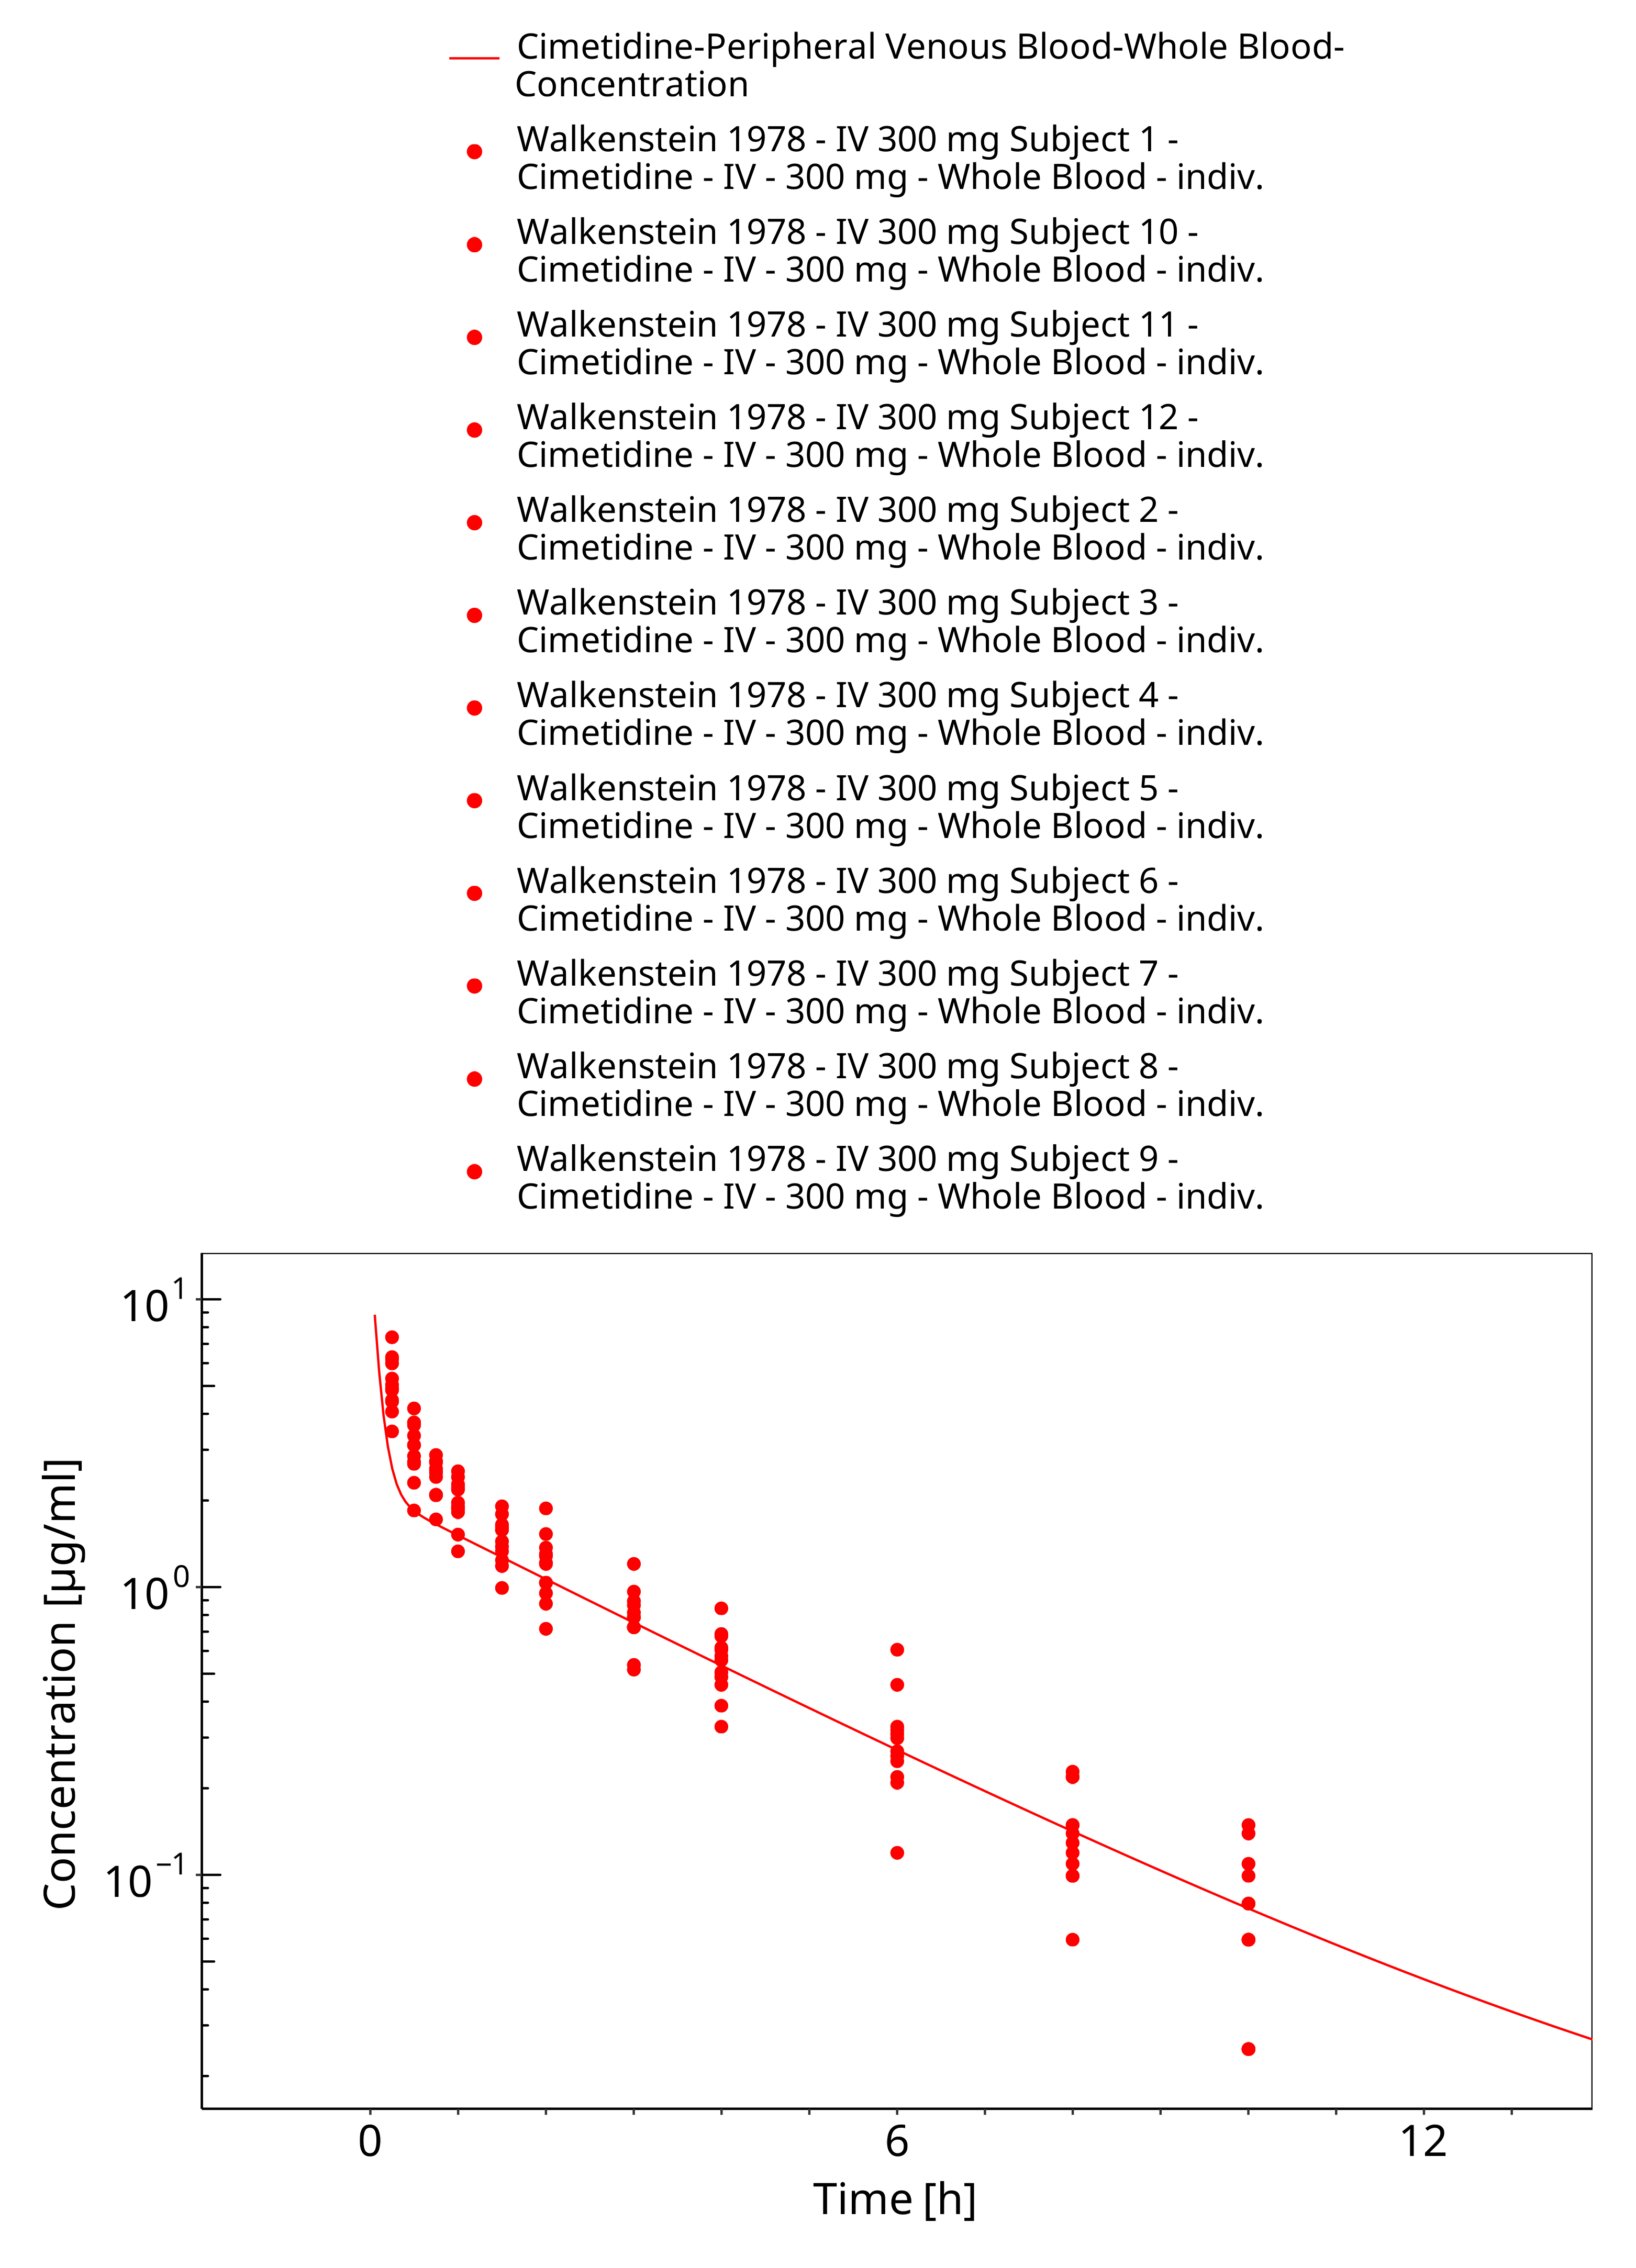 Cimetidine-Peripheral Venous Blood-Whole Blood-
Concentration
Walkenstein 1978 - IV 300 mg Subject 1 -
Cimetidine - IV - 300 mg - Whole Blood - indiv.
Walkenstein 1978 - IV 300 mg Subject 10 -
Cimetidine - IV - 300 mg - Whole Blood - indiv.
Walkenstein 1978 - IV 300 mg Subject 11 -
Cimetidine - IV - 300 mg - Whole Blood - indiv.
Walkenstein 1978 - IV 300 mg Subject 12 -
Cimetidine - IV - 300 mg - Whole Blood - indiv.
Walkenstein 1978 - IV 300 mg Subject 2 -
Cimetidine - IV - 300 mg - Whole Blood - indiv.
Walkenstein 1978 - IV 300 mg Subject 3 -
Cimetidine - IV - 300 mg - Whole Blood - indiv.
Walkenstein 1978 - IV 300 mg Subject 4 -
Cimetidine - IV - 300 mg - Whole Blood - indiv.
Walkenstein 1978 - IV 300 mg Subject 5 -
Cimetidine - IV - 300 mg - Whole Blood - indiv.
Walkenstein 1978 - IV 300 mg Subject 6 -
Cimetidine - IV - 300 mg - Whole Blood - indiv.
Walkenstein 1978 - IV 300 mg Subject 7 -
Cimetidine - IV - 300 mg - Whole Blood - indiv.
Walkenstein 1978 - IV 300 mg Subject 8 -
Cimetidine - IV - 300 mg - Whole Blood - indiv.
Walkenstein 1978 - IV 300 mg Subject 9 -
Cimetidine - IV - 300 mg - Whole Blood - indiv.
10¹
10⁰
10⁻¹
Concentration [µg/ml]
0 6 12
Time [h]